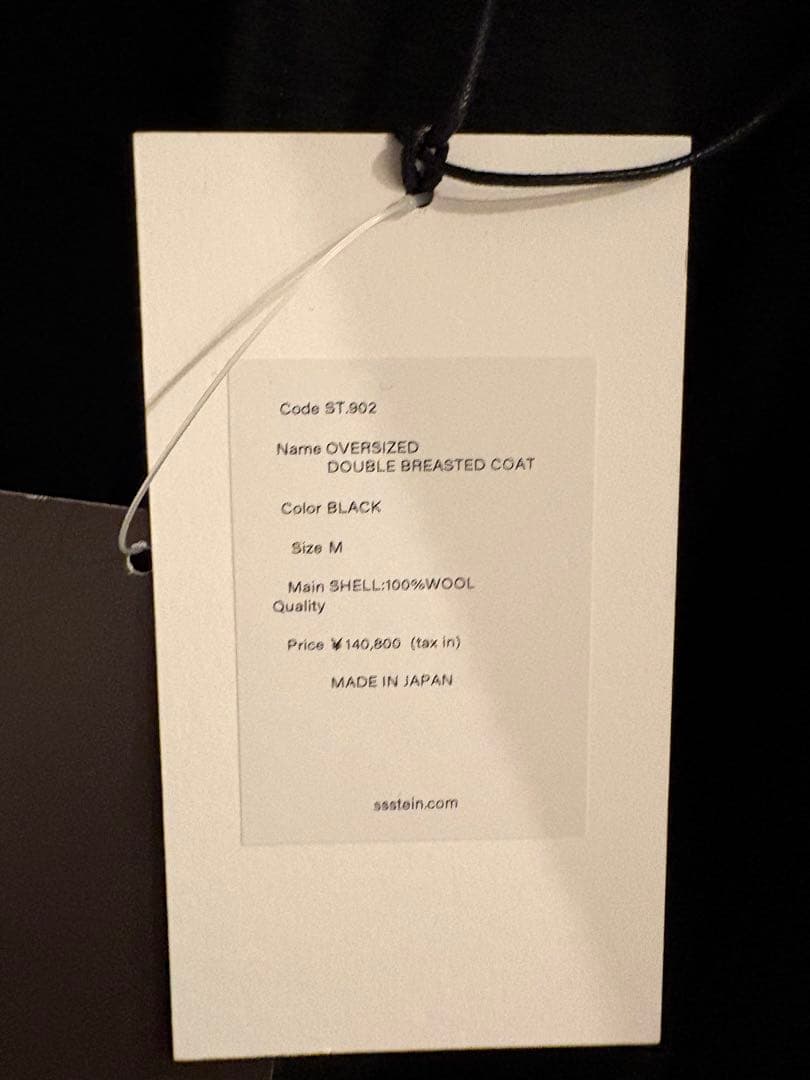 Code ST.902
Name OVERSIZED
DOUBLE BREASTED COAT
Color BLACK
Size M
Main SHELL:100%WOOL
Quality
Price ¥140,800 (tax in)
MADE IN JAPAN
ssstein.com